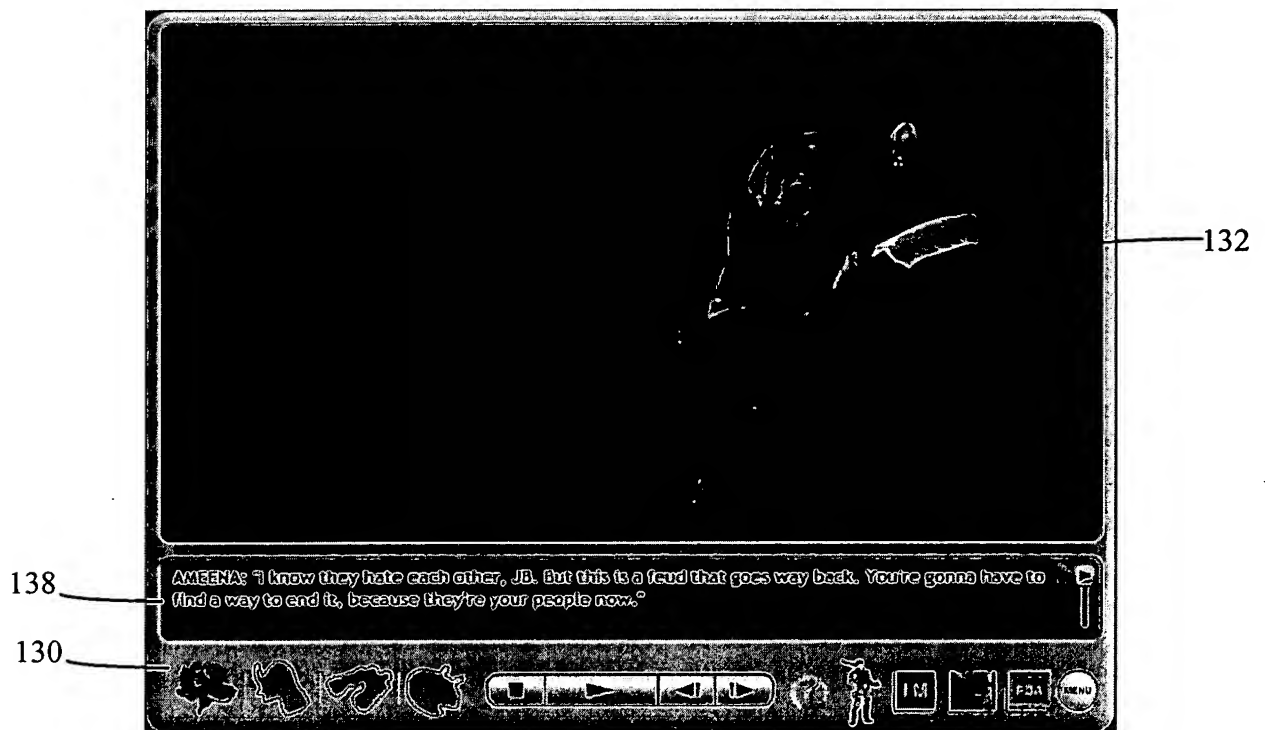 132
AMEENA: "I know they hate each other, JB. But this is a feud that goes way back. You're gonna have to
find a way to end it, because they're your people now."
138
130
PDA
MENU